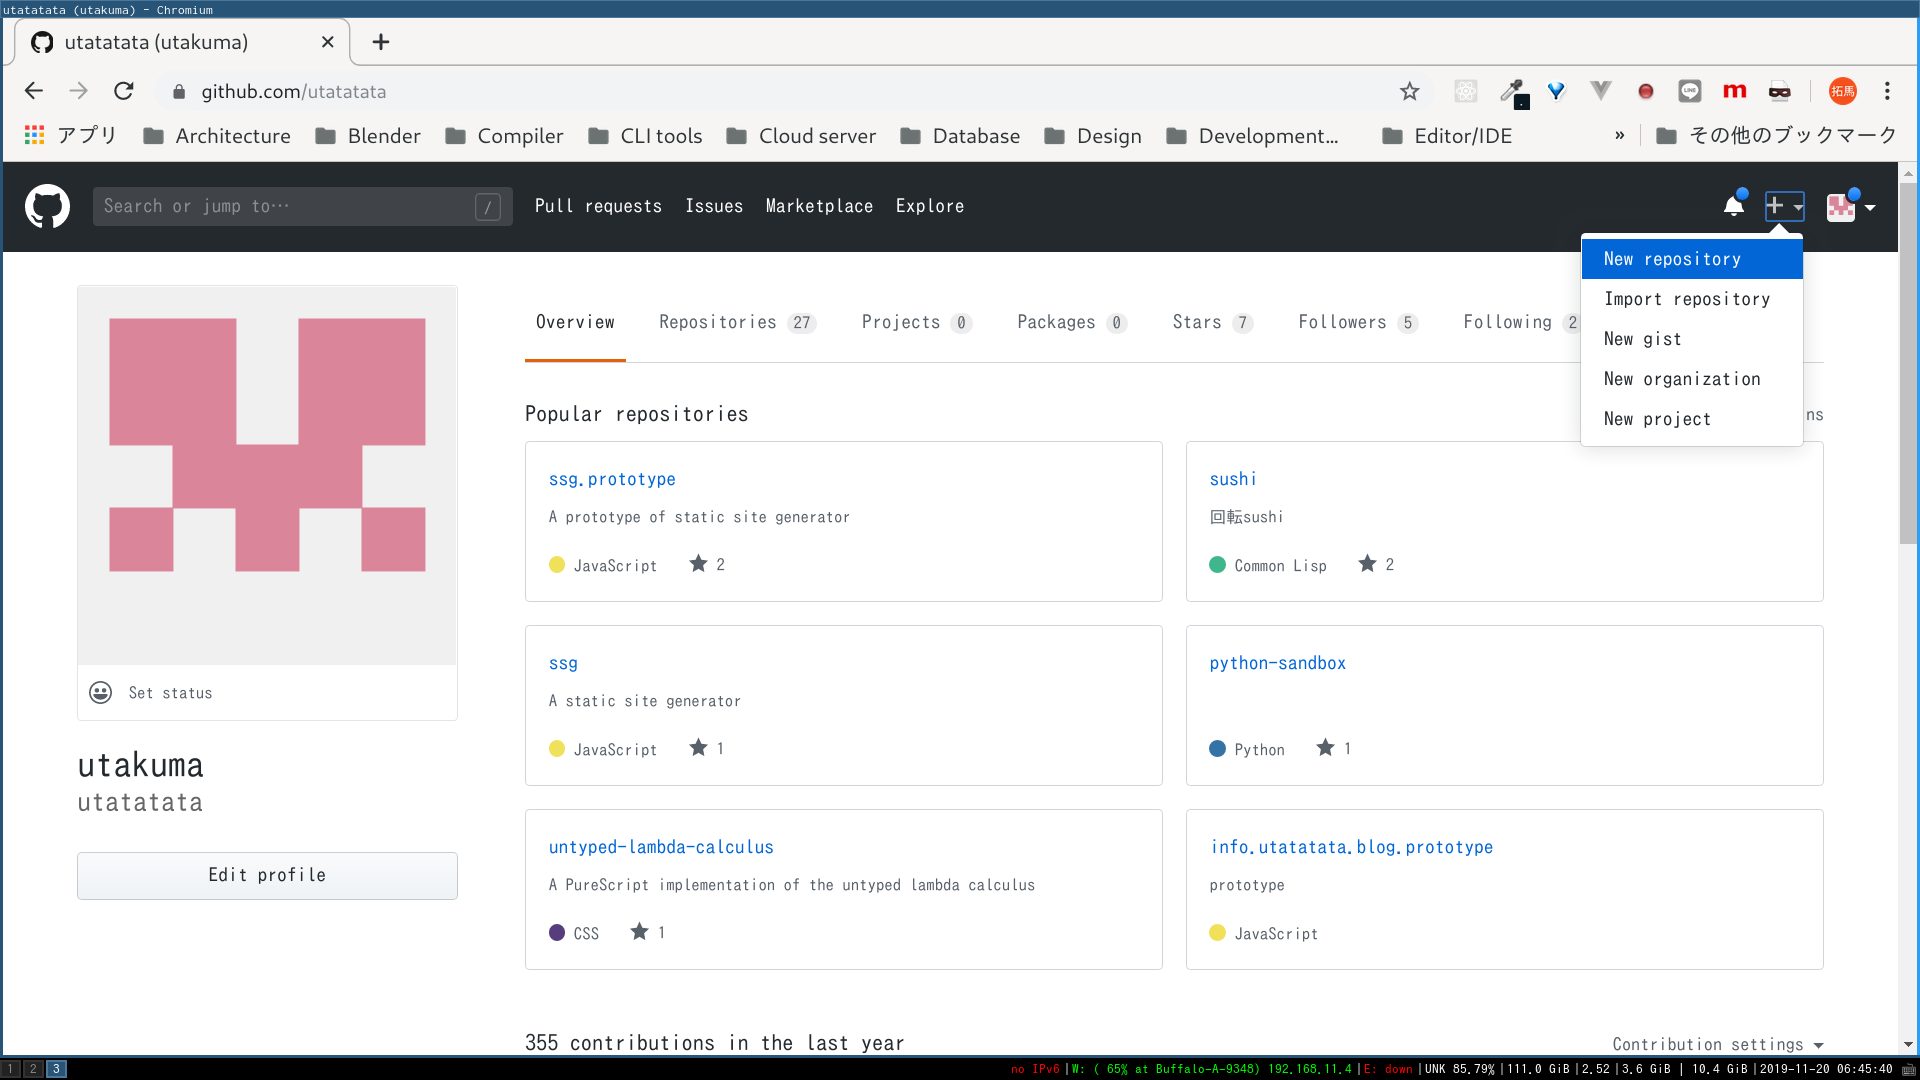 utatatata (utakuma) - Chromium
utatatata (utakuma)
github.com/utatatata
拓馬
アプリ Architecture Blender Compiler CLI tools Cloud server Database Design Development... Editor/IDE » その他のブックマーク
Search or jump to… / Pull requests Issues Marketplace Explore
New repository
Import repository
New gist
New organization
New project
Overview Repositories 27 Projects 0 Packages 0 Stars 7 Followers 5 Following 2
Popular repositories ns
ssg.prototype
A prototype of static site generator
JavaScript 2
sushi
回転sushi
Common Lisp 2
ssg
A static site generator
JavaScript 1
python-sandbox
Python 1
untyped-lambda-calculus
A PureScript implementation of the untyped lambda calculus
CSS 1
info.utatatata.blog.prototype
prototype
JavaScript
Set status
utakuma
utatatata
Edit profile
355 contributions in the last year
Contribution settings
1 2 3
no IPv6|W: ( 65% at Buffalo-A-9348) 192.168.11.4|E: down|UNK 85.79%|111.0 GiB|2.52|3.6 GiB | 10.4 GiB|2019-11-20 06:45:40